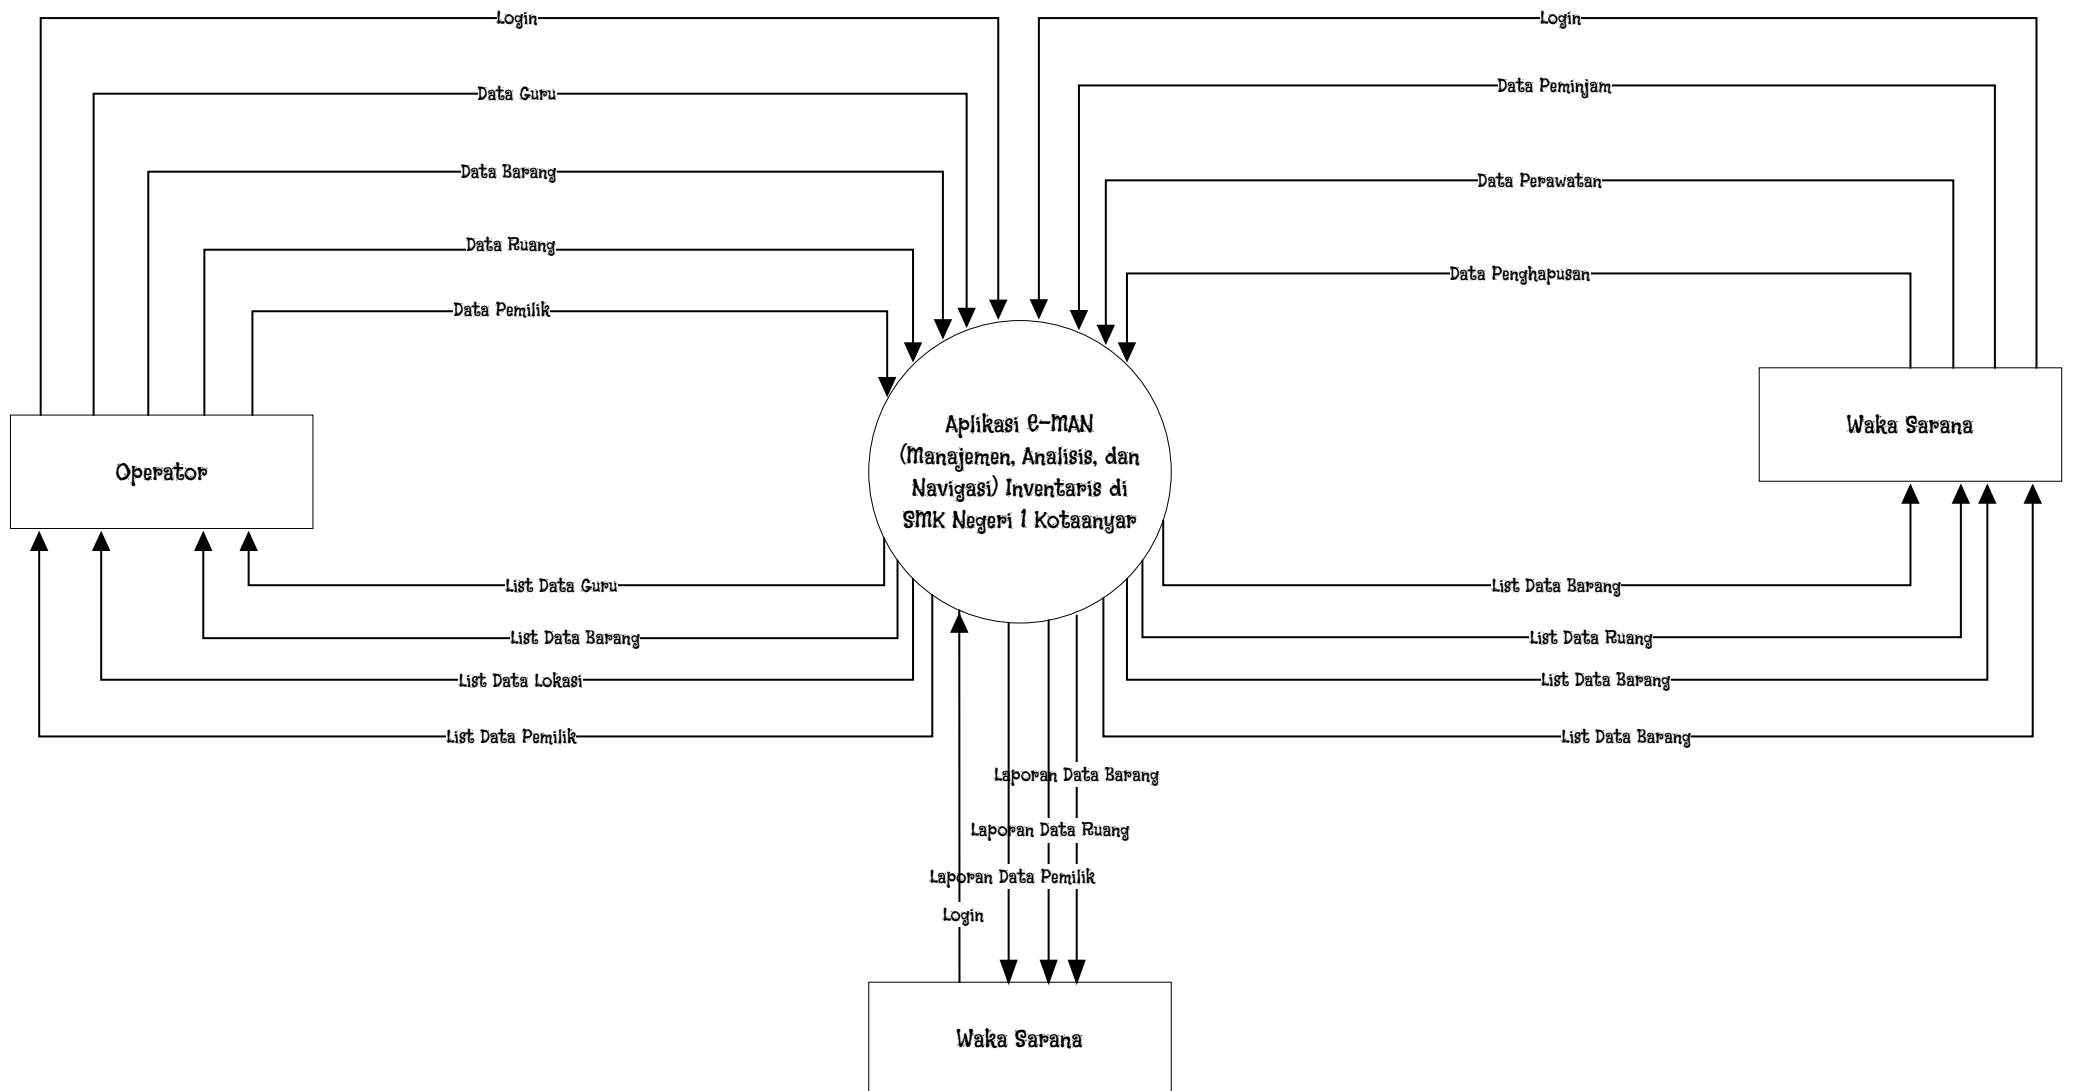 Login
Login
Data Peminjam
Data Guru
Data Barang
Data Perawatan
Data Ruang
Data Penghapusan
Data Pemilik
Operator
Aplikasi e-MAN
(Manajemen, Analisis, dan
Navigasi) Inventaris di
SMK Negeri 1 Kotaanyar
Waka Sarana
List Data Guru
List Data Barang
List Data Barang
List Data Ruang
List Data Lokasi
List Data Barang
List Data Pemilik
List Data Barang
Laporan Data Barang
Laporan Data Ruang
Laporan Data Pemilik
Login
Waka Sarana